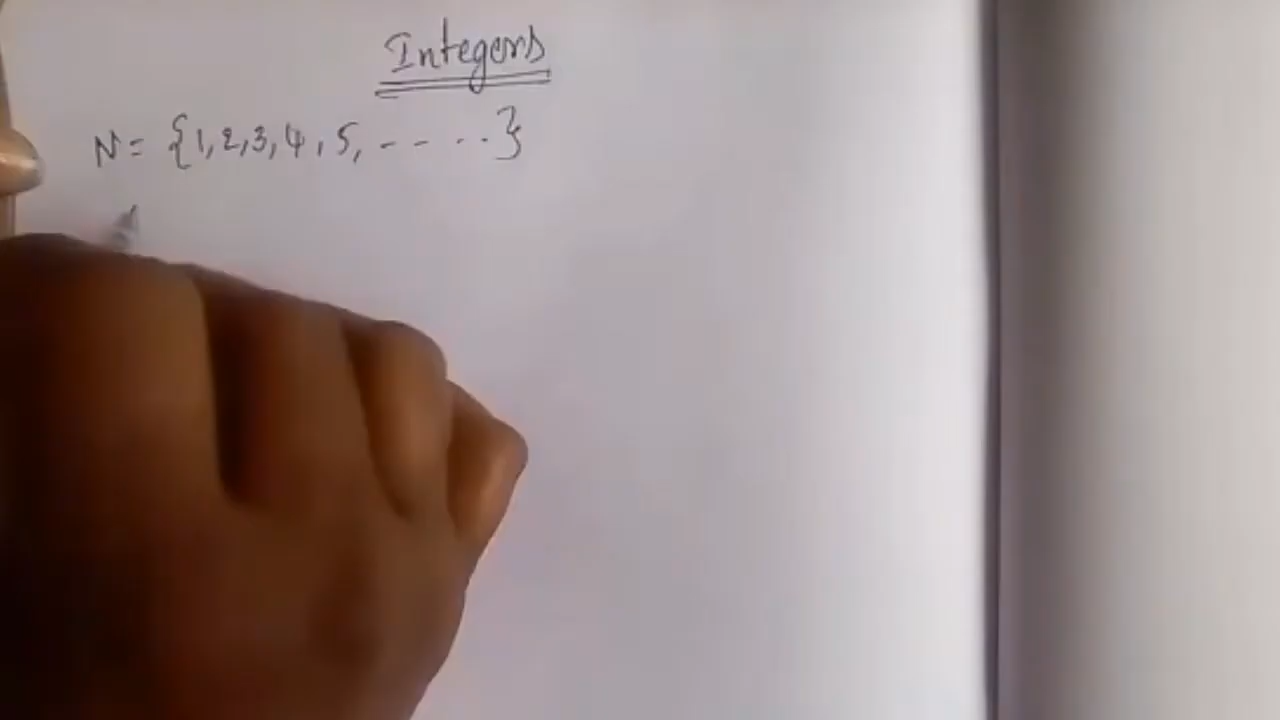 Integers
N = {1, 2, 3, 4, 5, - - - . . }